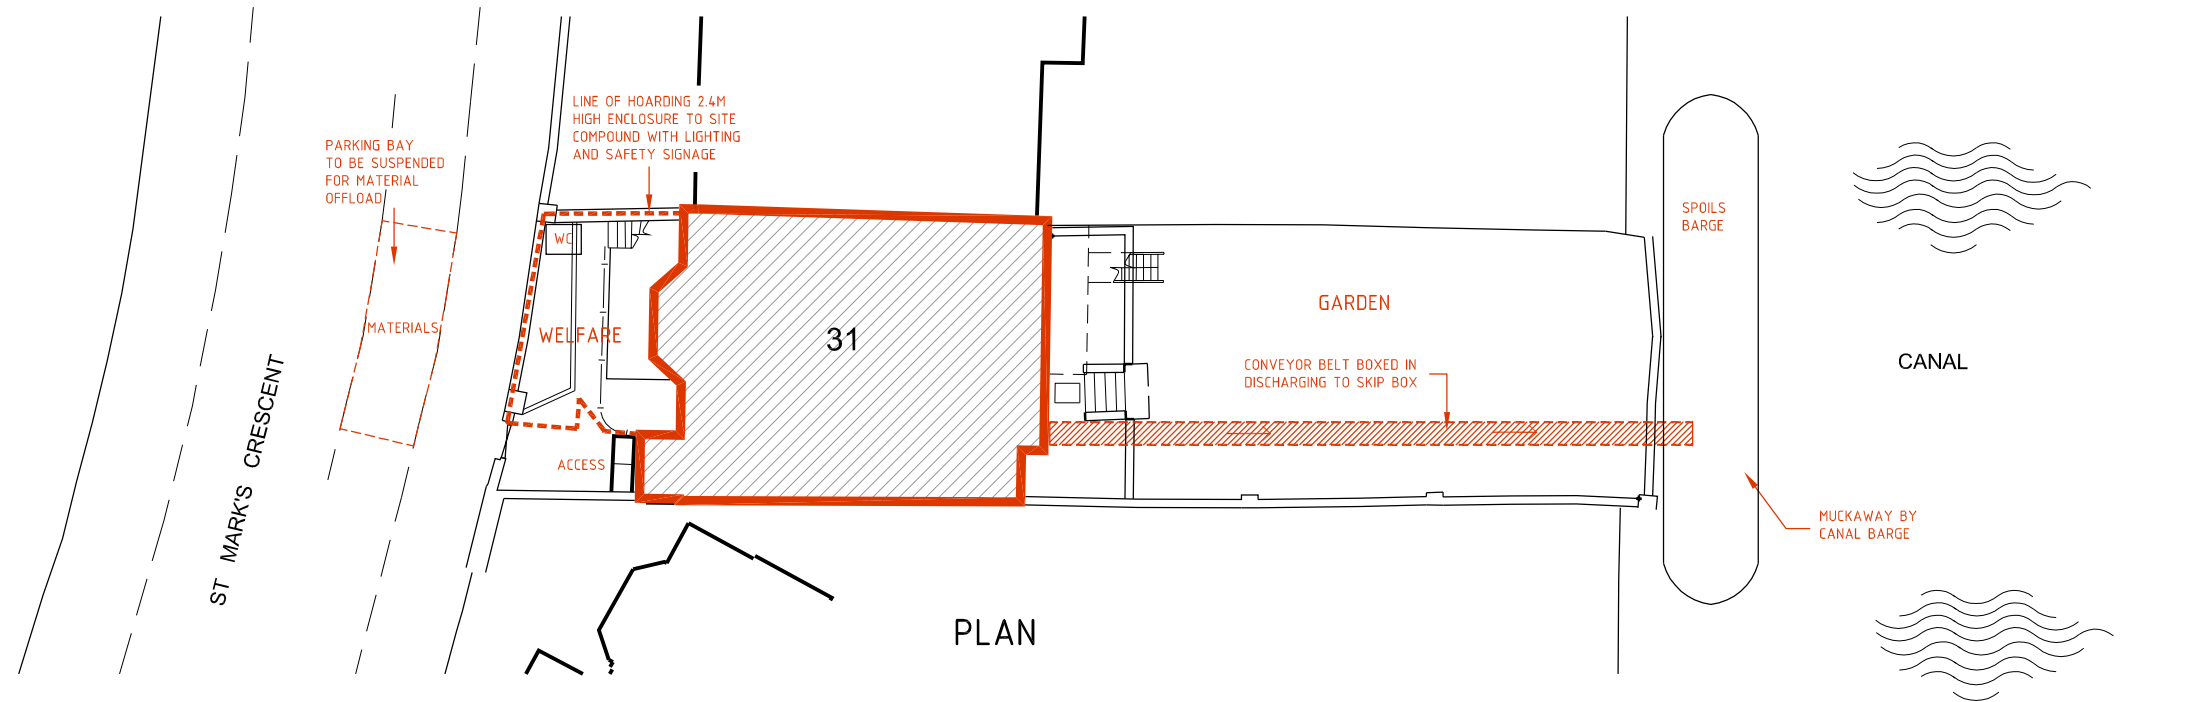 LINE OF HOARDING 2.4M
HIGH ENCLOSURE TO SITE
COMPOUND WITH LIGHTING
AND SAFETY SIGNAGE
PARKING BAY
TO BE SUSPENDED
FOR MATERIAL
OFFLOAD
MATERIALS
ST MARK'S CRESCENT
WC
WELFARE
ACCESS
31
GARDEN
CONVEYOR BELT BOXED IN
DISCHARGING TO SKIP BOX
SPOILS
BARGE
CANAL
MUCKAWAY BY
CANAL BARGE
PLAN